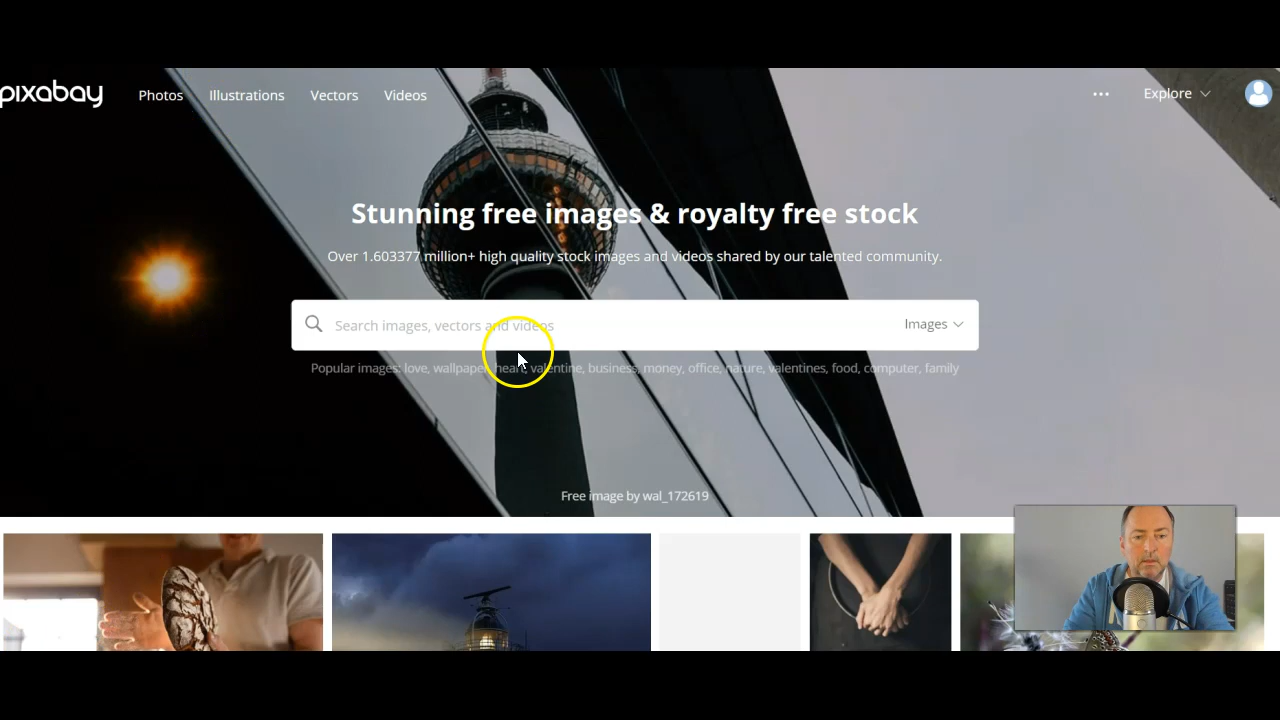 pixabay Photos Illustrations Vectors Videos ••• Explore
Stunning free images & royalty free stock
Over 1.603377 million+ high quality stock images and videos shared by our talented community.
Search images, vectors and videos Images
Popular images: love, wallpaper, heart, valentine, business, money, office, nature, valentines, food, computer, family
Free image by wal_172619